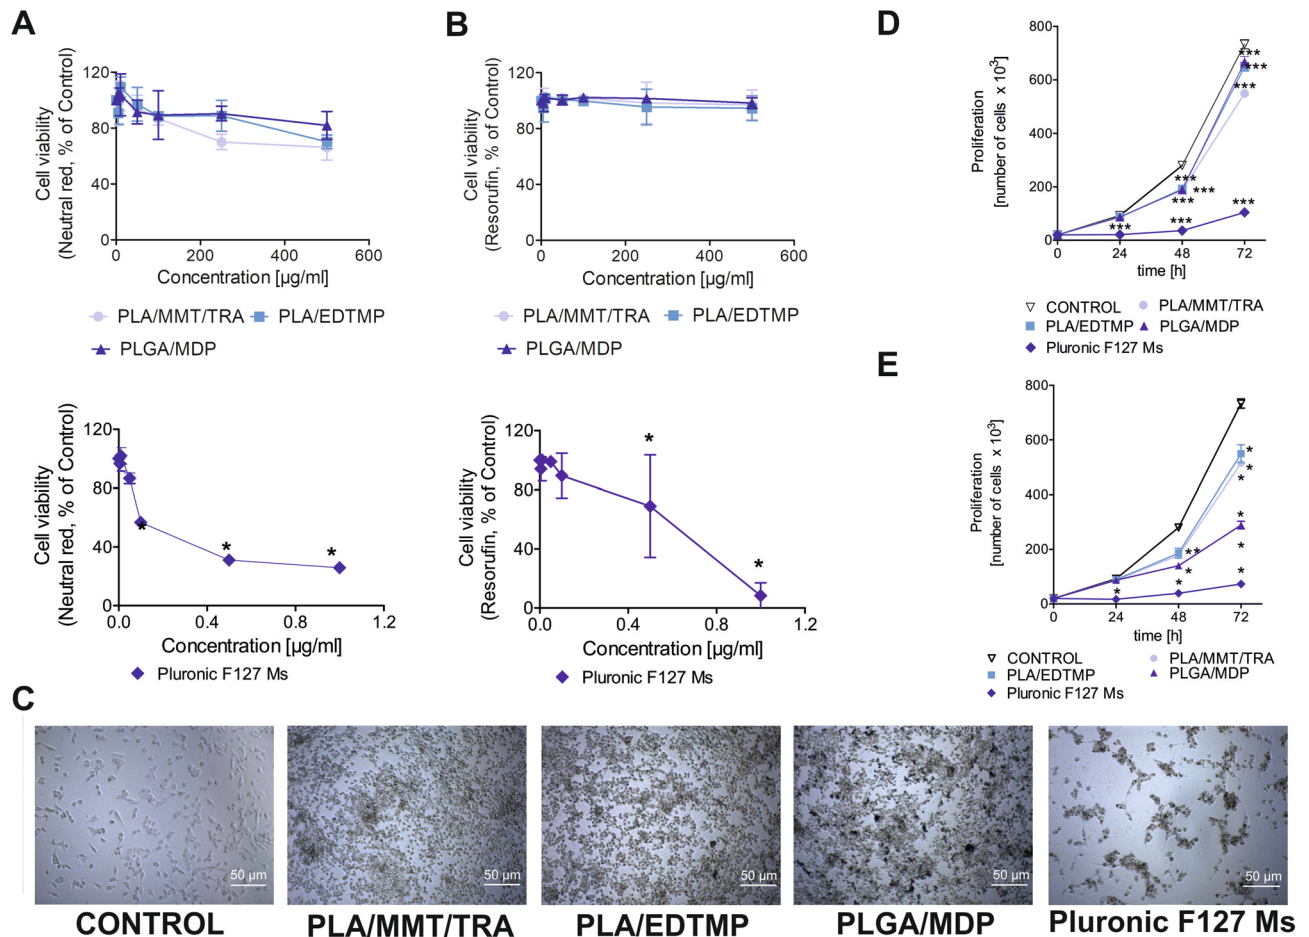 A
Cell viability
(Neutral red, % of Control)
120
80
40
0
0 200 400 600
Concentration [µg/ml]
PLA/MMT/TRA PLA/EDTMP
PLGA/MDP
B
Cell viability
(Resorufin, % of Control)
120
80
40
0
0 200 400 600
Concentration [µg/ml]
PLA/MMT/TRA PLA/EDTMP
PLGA/MDP
D
Proliferation
[number of cells x 10³]
800
600
400
200
0
***
***
***
***
***
***
***
***
***
0 24 48 72
time [h]
CONTROL PLA/MMT/TRA
PLA/EDTMP PLGA/MDP
Pluronic F127 Ms
Cell viability
(Neutral red, % of Control)
120
80
40
0
*
*
*
0.0 0.4 0.8 1.2
Concentration [µg/ml]
Pluronic F127 Ms
Cell viability
(Resorufin, % of Control)
120
80
40
0
*
*
0.0 0.4 0.8 1.2
Concentration [µg/ml]
Pluronic F127 Ms
E
Proliferation
[number of cells x 10³]
800
600
400
200
0
*
*
*
*
*
*
**
*
*
*
0 24 48 72
time [h]
CONTROL PLA/MMT/TRA
PLA/EDTMP PLGA/MDP
Pluronic F127 Ms
C
50 µm
50 µm
50 µm
50 µm
50 µm
CONTROL
PLA/MMT/TRA
PLA/EDTMP
PLGA/MDP
Pluronic F127 Ms